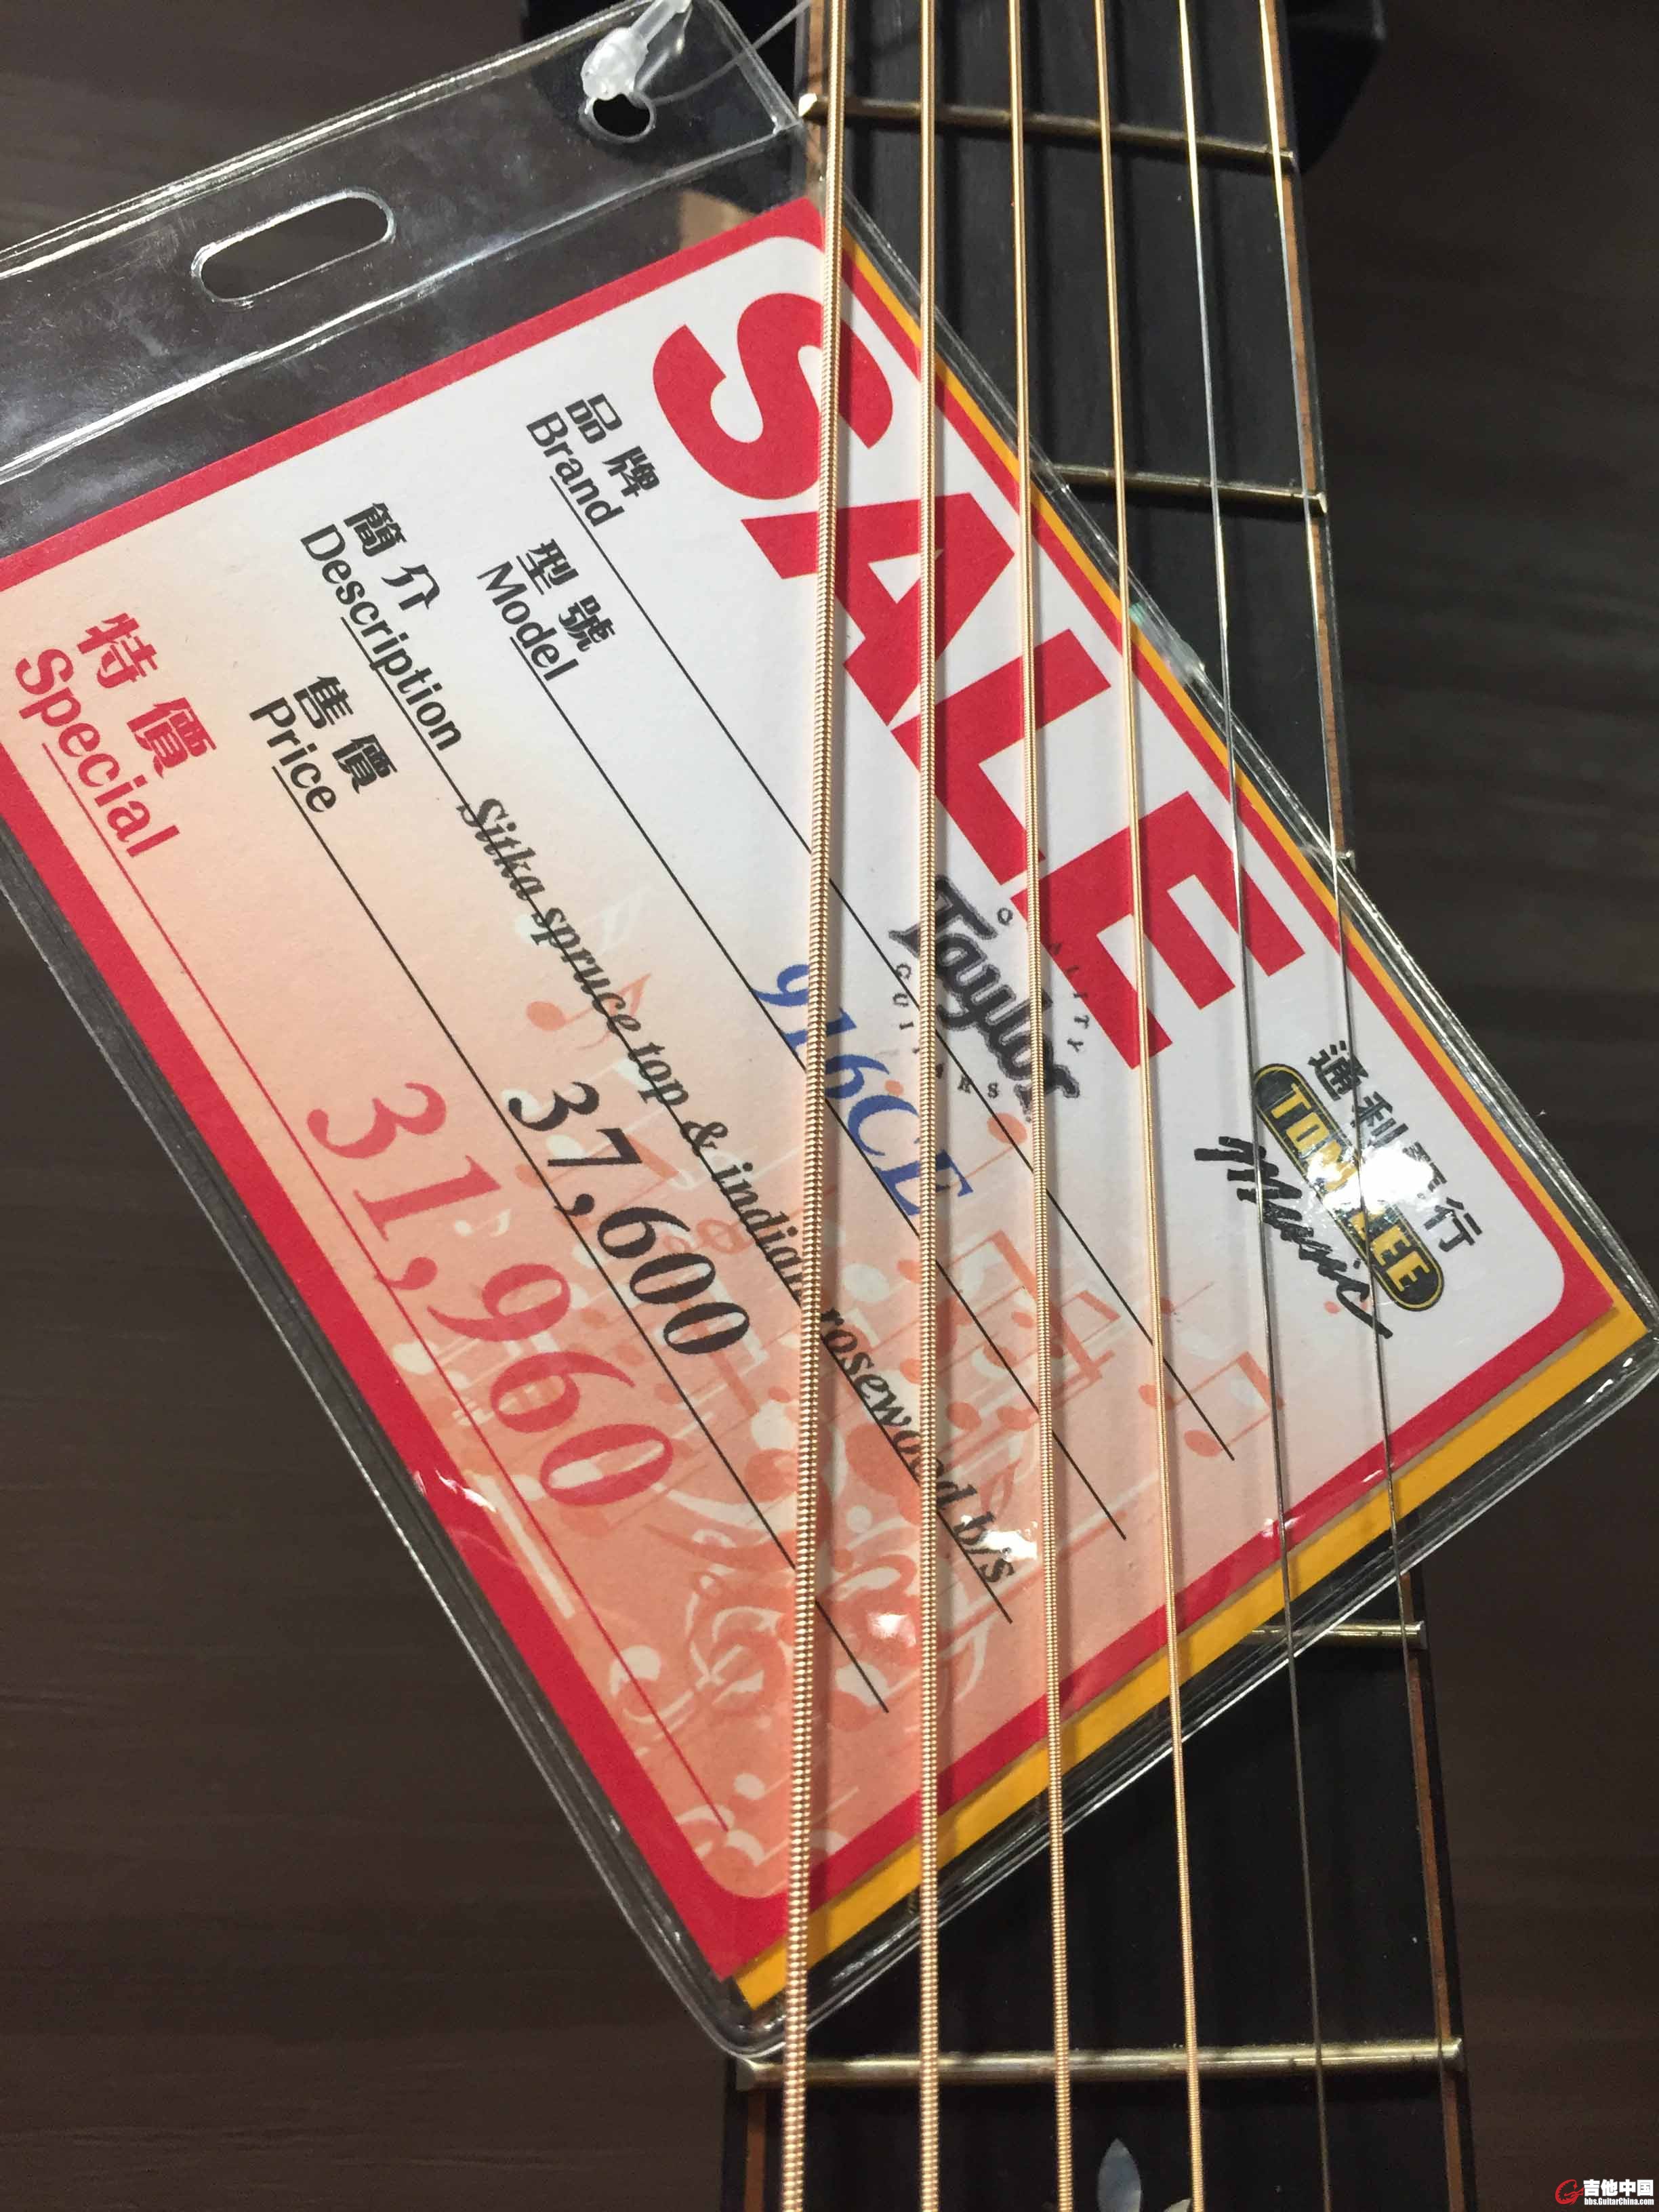 SALE
通利琴行
TOM LEE
Music
品牌
Brand
QUALITY
Taylor
GUITARS
型號
Model
916CE
簡介
Description
Sitka spruce top & indian rosewood b/s
售價
Price
37,600
特價
Special
31,960
吉他中国
bbs.GuitarChina.com